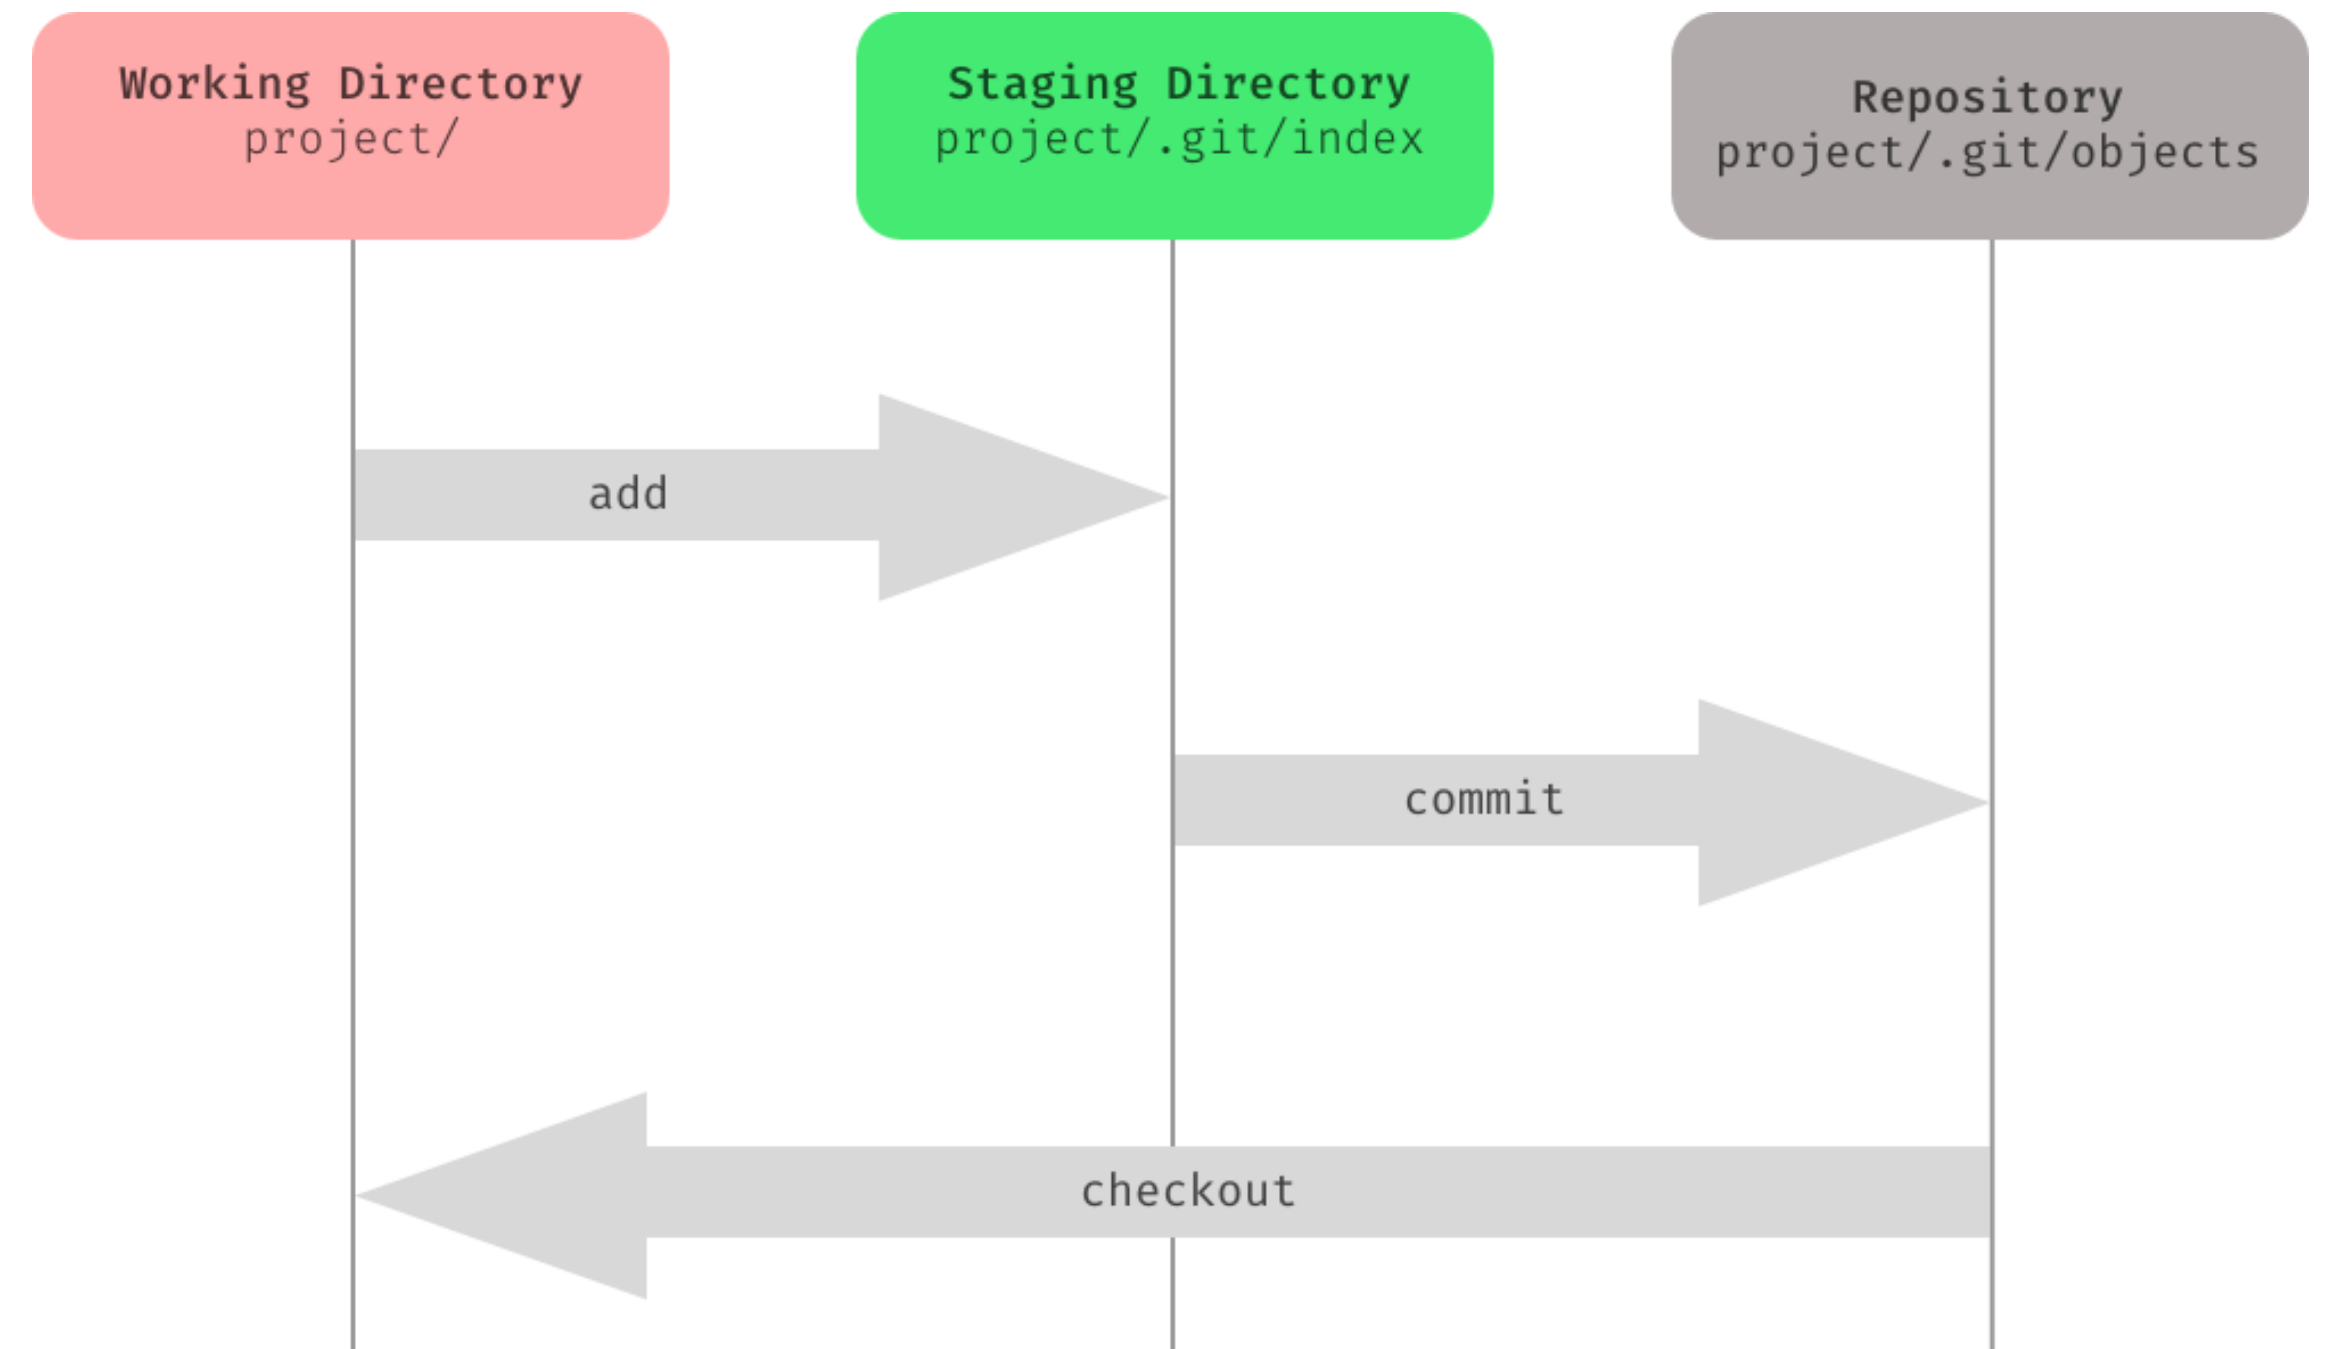 Working Directory
project/
Staging Directory
project/.git/index
Repository
project/.git/objects
add
commit
checkout